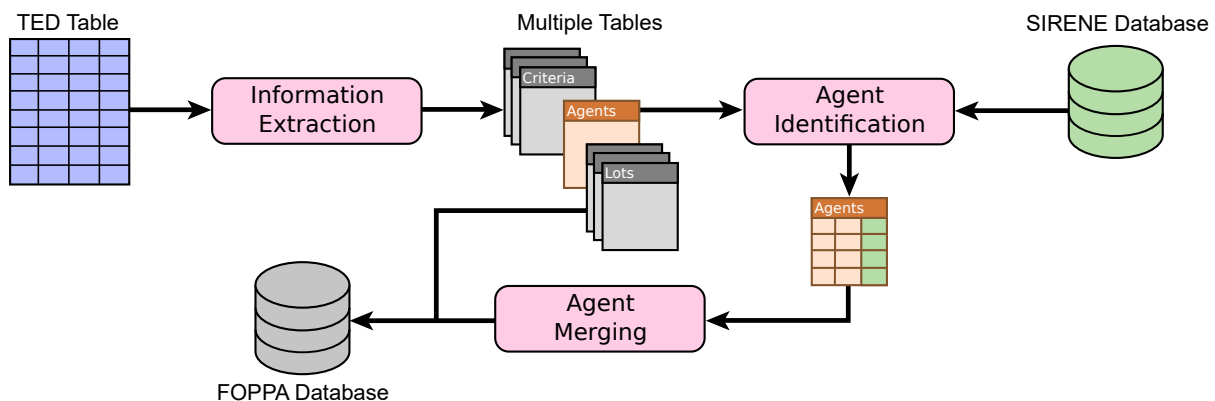 TED Table
Multiple Tables
SIRENE Database
Information
Extraction
Criteria
Agents
Lots
Agent
Identification
Agents
Agent
Merging
FOPPA Database